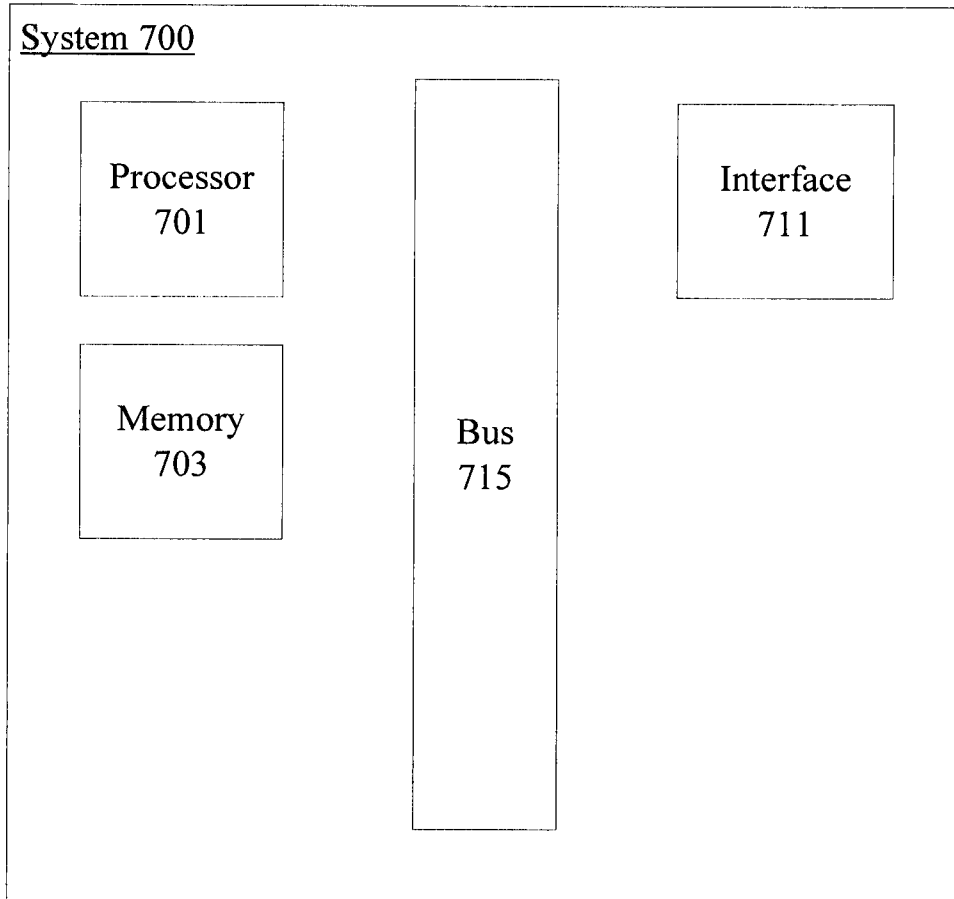 System 700
Processor
701
Interface
711
Memory
703
Bus
715